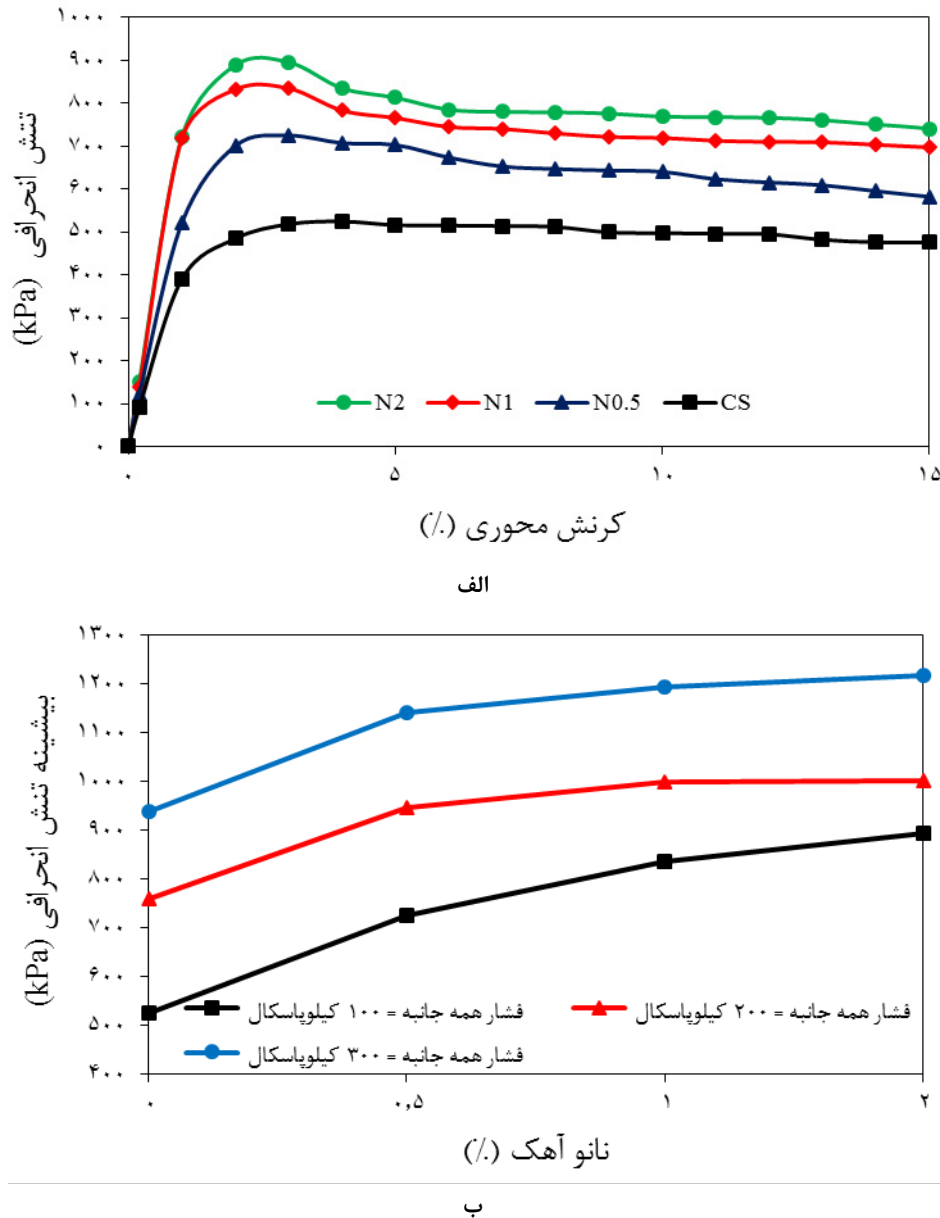 ۱۰۰۰
۹۰۰
۸۰۰
۷۰۰
۶۰۰
۵۰۰
۴۰۰
۳۰۰
۲۰۰
۱۰۰
۰
تتش انحرافی (kPa)
N2 N1 N0.5 CS
۰ ۵ ۱۰ ۱۵
کرنش محوری (٪)
الف
۱۳۰۰
۱۲۰۰
۱۱۰۰
۱۰۰۰
۹۰۰
۸۰۰
۷۰۰
۶۰۰
۵۰۰
۴۰۰
بیشینه تنش انحرافی (kPa)
فشار همه جانبه = ۱۰۰ کیلوپاسکال
فشار همه جانبه = ۲۰۰ کیلوپاسکال
فشار همه جانبه = ۳۰۰ کیلوپاسکال
۰ ۰٫۵ ۱ ۲
نانو آهک (٪)
ب